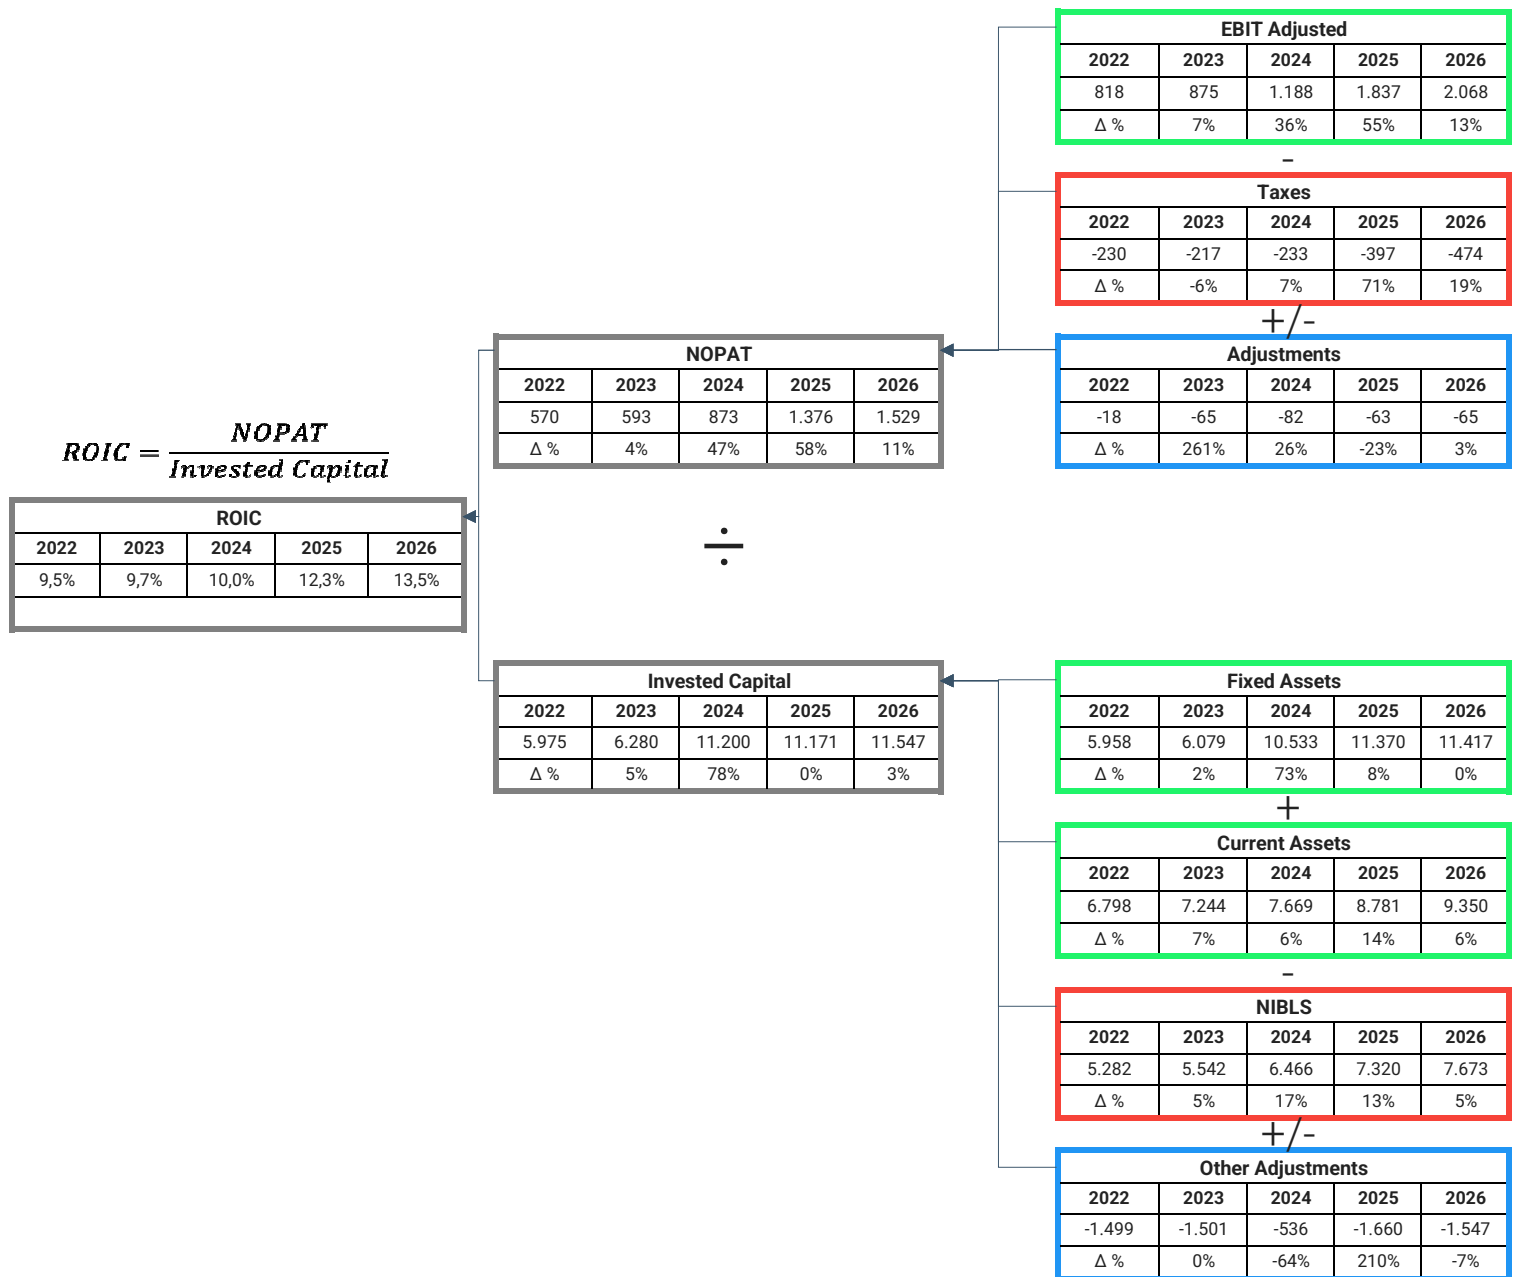 EBIT Adjusted
2022 2023 2024 2025 2026
818 875 1.188 1.837 2.068
Δ % 7% 36% 55% 13%
-
Taxes
2022 2023 2024 2025 2026
-230 -217 -233 -397 -474
Δ % -6% 7% 71% 19%
+/-
Adjustments
2022 2023 2024 2025 2026
-18 -65 -82 -63 -65
Δ % 261% 26% -23% 3%
NOPAT
2022 2023 2024 2025 2026
570 593 873 1.376 1.529
Δ % 4% 47% 58% 11%
ROIC = NOPAT / Invested Capital
ROIC
2022 2023 2024 2025 2026
9,5% 9,7% 10,0% 12,3% 13,5%
÷
Invested Capital
2022 2023 2024 2025 2026
5.975 6.280 11.200 11.171 11.547
Δ % 5% 78% 0% 3%
Fixed Assets
2022 2023 2024 2025 2026
5.958 6.079 10.533 11.370 11.417
Δ % 2% 73% 8% 0%
+
Current Assets
2022 2023 2024 2025 2026
6.798 7.244 7.669 8.781 9.350
Δ % 7% 6% 14% 6%
-
NIBLS
2022 2023 2024 2025 2026
5.282 5.542 6.466 7.320 7.673
Δ % 5% 17% 13% 5%
+/-
Other Adjustments
2022 2023 2024 2025 2026
-1.499 -1.501 -536 -1.660 -1.547
Δ % 0% -64% 210% -7%